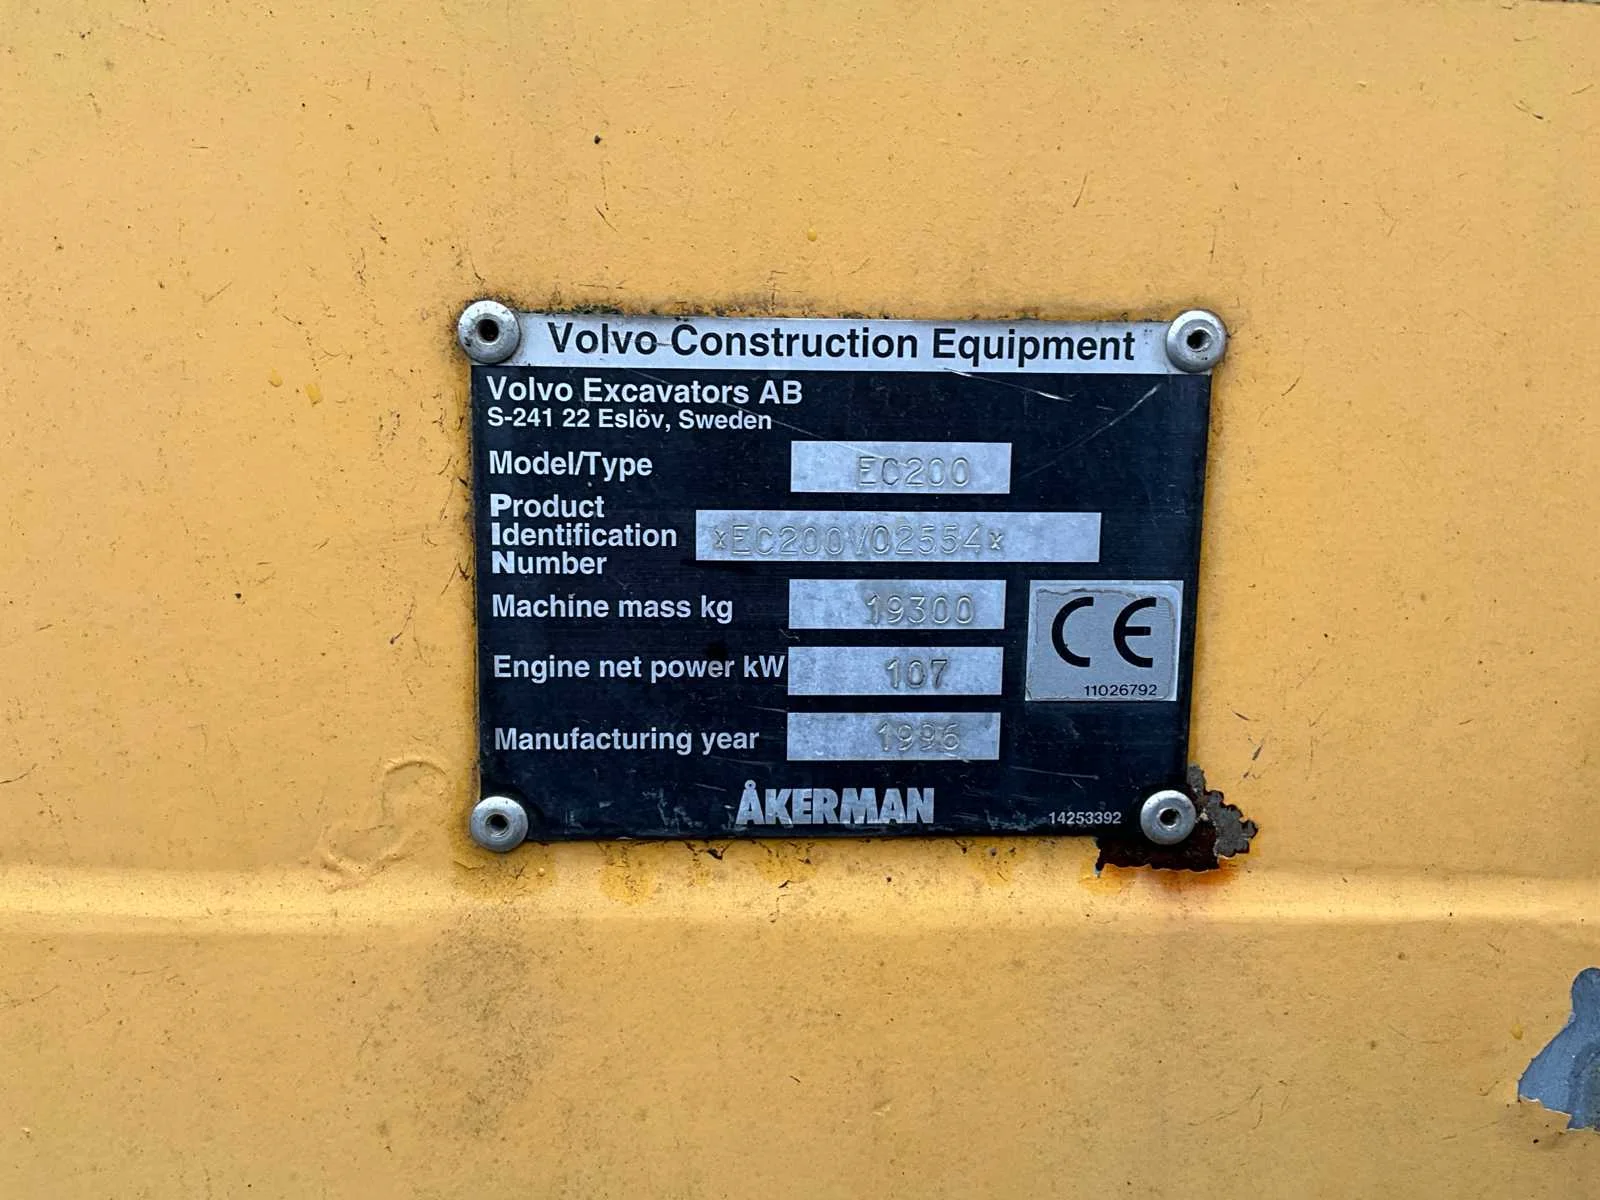 Volvo Construction Equipment
Volvo Excavators AB
S-241 22 Eslöv, Sweden
Model/Type EC200
Product
Identification *EC200V02554*
Number
Machine mass kg 19300
CE
Engine net power kW 107
11026792
Manufacturing year 1996
ÅKERMAN
14253392